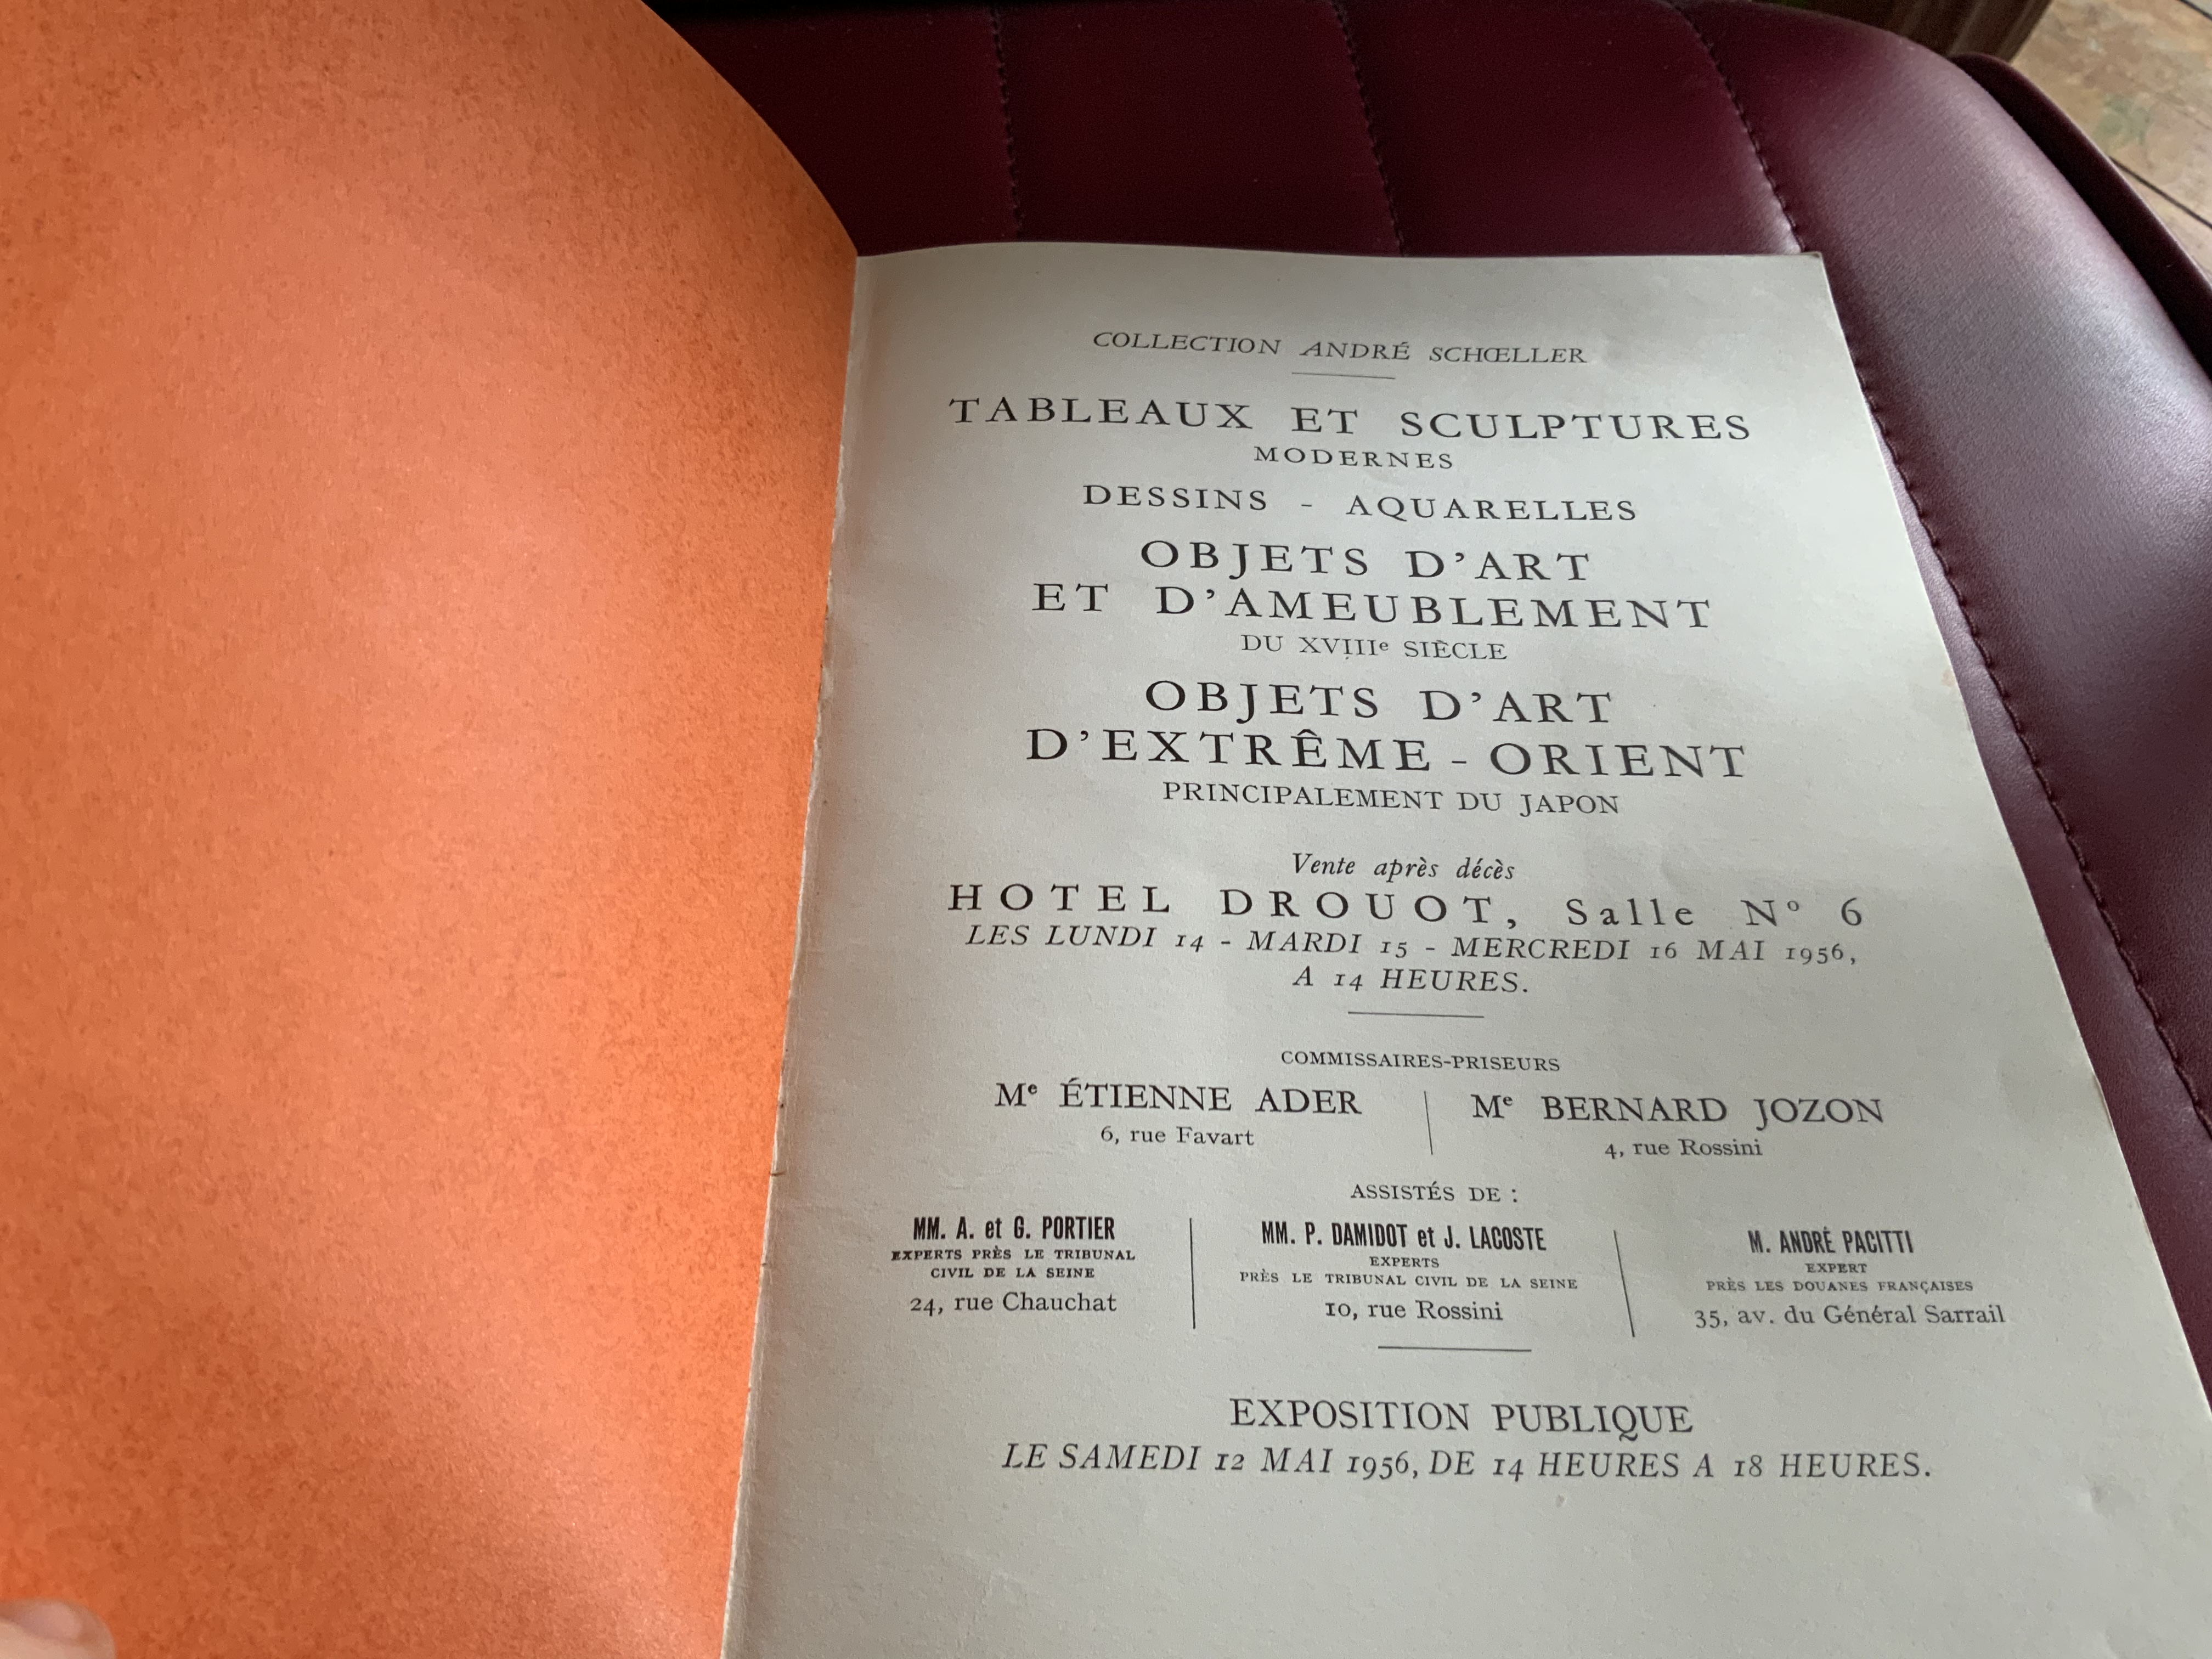 COLLECTION ANDRÉ SCHŒLLER
TABLEAUX ET SCULPTURES
MODERNES
DESSINS - AQUARELLES
OBJETS D'ART
ET D'AMEUBLEMENT
DU XVIIIe SIÈCLE
OBJETS D'ART
D'EXTRÊME - ORIENT
PRINCIPALEMENT DU JAPON
Vente après décès
HOTEL DROUOT, Salle No 6
LES LUNDI 14 - MARDI 15 - MERCREDI 16 MAI 1956,
A 14 HEURES.
COMMISSAIRES-PRISEURS
Me ÉTIENNE ADER
6, rue Favart
Me BERNARD JOZON
4, rue Rossini
ASSISTÉS DE :
MM. A. et G. PORTIER
EXPERTS PRÈS LE TRIBUNAL
CIVIL DE LA SEINE
24, rue Chauchat
MM. P. DAMIDOT et J. LACOSTE
EXPERTS
PRÈS LE TRIBUNAL CIVIL DE LA SEINE
10, rue Rossini
M. ANDRÉ PACITTI
EXPERT
PRÈS LES DOUANES FRANÇAISES
35, av. du Général Sarrail
EXPOSITION PUBLIQUE
LE SAMEDI 12 MAI 1956, DE 14 HEURES A 18 HEURES.